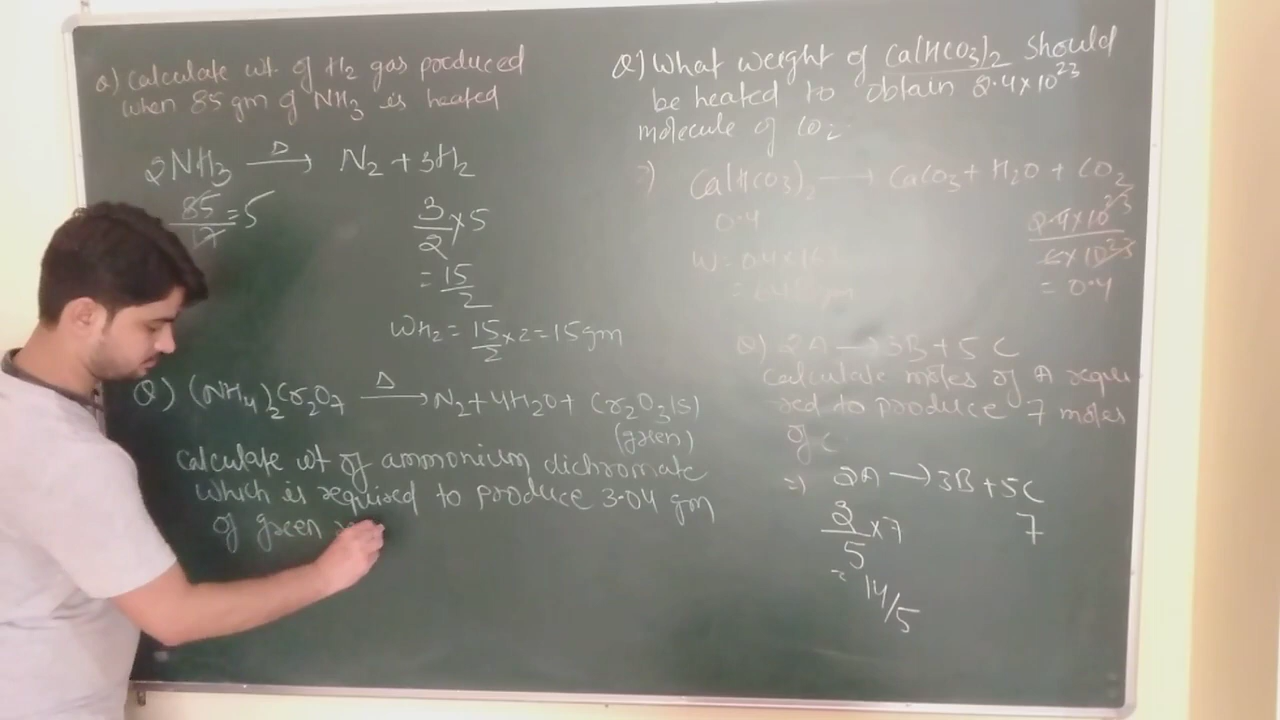 Q) Calculate wt. of H2 gas produced
when 85 gm of NH3 is heated
2NH3 —Δ→ N2 + 3H2
85/17 = 5
3/2 × 5
= 15/2
WH2 = 15/2 × 2 = 15 gm
Q) (NH4)2Cr2O7 —Δ→ N2 + 4H2O + Cr2O3(s)
(green)
Calculate wt of ammonium dichromate
which is required to produce 3.04 gm
of green
Q) What weight of Ca(HCO3)2 should
be heated to obtain 2.4×10^23
molecule of CO2
=) Ca(HCO3)2 → CaCO3 + H2O + CO2
0.4
2.4×10^23 / 6×10^23
= 0.4
Q) 2A → 3B + 5C
Calculate moles of A requi
red to produce 7 moles
of C
=) 2A → 3B + 5C
2/5 × 7
7
= 14/5